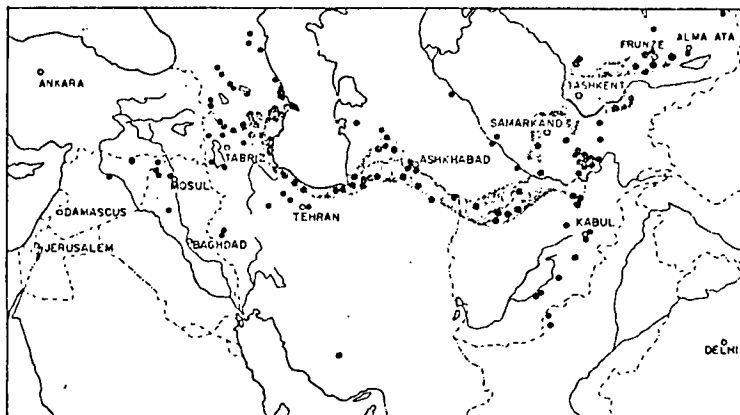 ALMA ATA
FRUNZE
ANKARA
TASHKENT
SAMARKAND
TABRIZ
ASHKHABAD
MOSUL
TEHRAN
DAMASCUS
KABUL
BAGHDAD
JERUSALEM
DELHI